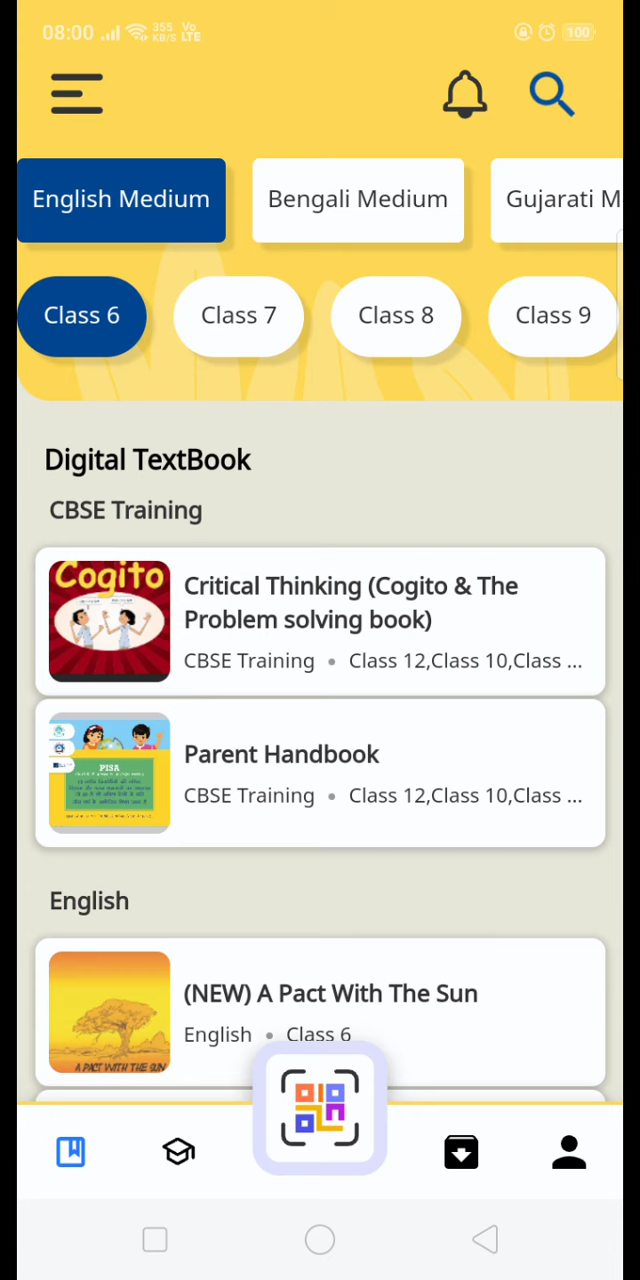 08:00
355
KB/S
Vo
LTE
100
English Medium
Bengali Medium
Gujarati M
Class 6
Class 7
Class 8
Class 9
Digital TextBook
CBSE Training
Cogito
Critical Thinking (Cogito & The
Problem solving book)
CBSE Training • Class 12,Class 10,Class ...
PISA
Parent Handbook
CBSE Training • Class 12,Class 10,Class ...
English
A PACT WITH THE SUN
(NEW) A Pact With The Sun
English • Class 6